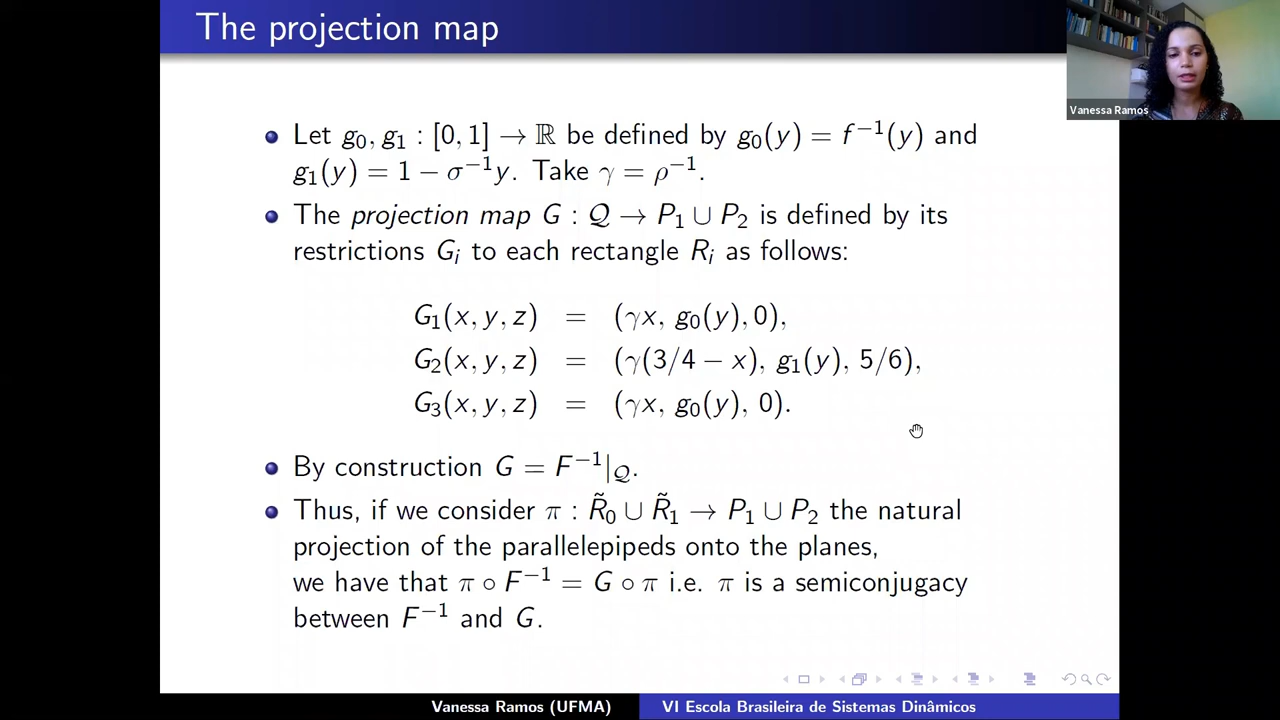 The projection map
Vanessa Ramos
Let g₀, g₁ : [0, 1] → ℝ be defined by g₀(y) = f⁻¹(y) and
g₁(y) = 1 − σ⁻¹y. Take γ = ρ⁻¹.
The projection map G : 𝒬 → P₁ ∪ P₂ is defined by its
restrictions Gᵢ to each rectangle Rᵢ as follows:
G₁(x, y, z) = (γx, g₀(y), 0),
G₂(x, y, z) = (γ(3/4 − x), g₁(y), 5/6),
G₃(x, y, z) = (γx, g₀(y), 0).
By construction G = F⁻¹|𝒬.
Thus, if we consider π : R̃₀ ∪ R̃₁ → P₁ ∪ P₂ the natural
projection of the parallelepipeds onto the planes,
we have that π ∘ F⁻¹ = G ∘ π i.e. π is a semiconjugacy
between F⁻¹ and G.
Vanessa Ramos (UFMA) VI Escola Brasileira de Sistemas Dinâmicos